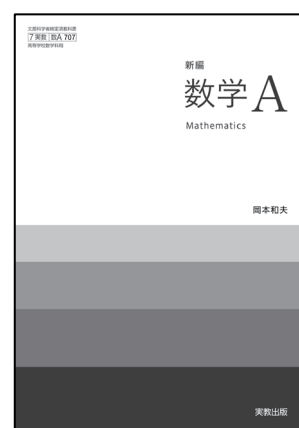 文部科学省検定済教科書
7 実教 数A 707
高等学校数学科用
新編
数学A
Mathematics
岡本和夫
実教出版